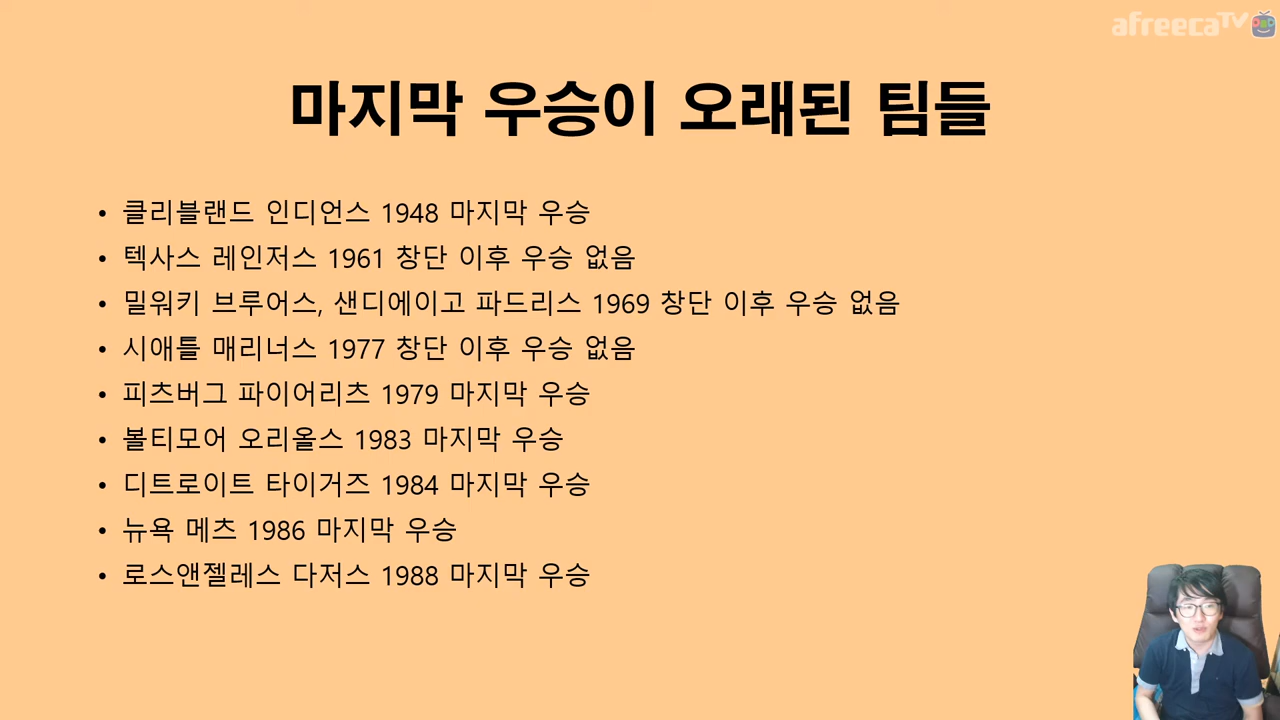 afreecaTV
마지막 우승이 오래된 팀들
• 클리블랜드 인디언스 1948 마지막 우승
• 텍사스 레인저스 1961 창단 이후 우승 없음
• 밀워키 브루어스, 샌디에이고 파드리스 1969 창단 이후 우승 없음
• 시애틀 매리너스 1977 창단 이후 우승 없음
• 피츠버그 파이어리츠 1979 마지막 우승
• 볼티모어 오리올스 1983 마지막 우승
• 디트로이트 타이거즈 1984 마지막 우승
• 뉴욕 메츠 1986 마지막 우승
• 로스앤젤레스 다저스 1988 마지막 우승